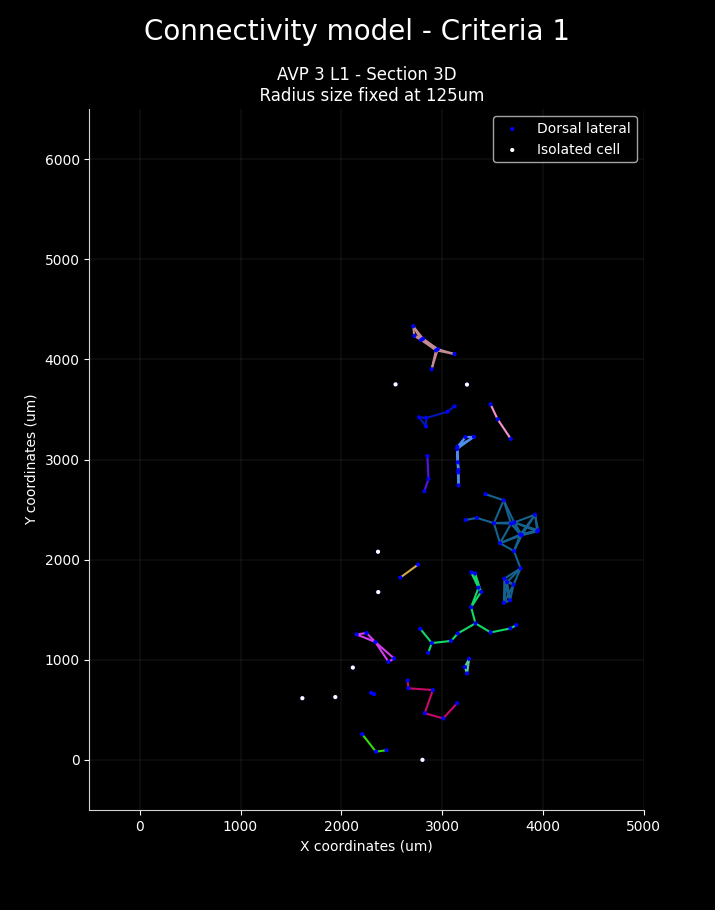 Connectivity model - Criteria 1
AVP 3 L1 - Section 3D
Radius size fixed at 125um
Dorsal lateral
Isolated cell
6000
5000
4000
3000
2000
1000
0
Y coordinates (um)
0 1000 2000 3000 4000 5000
X coordinates (um)